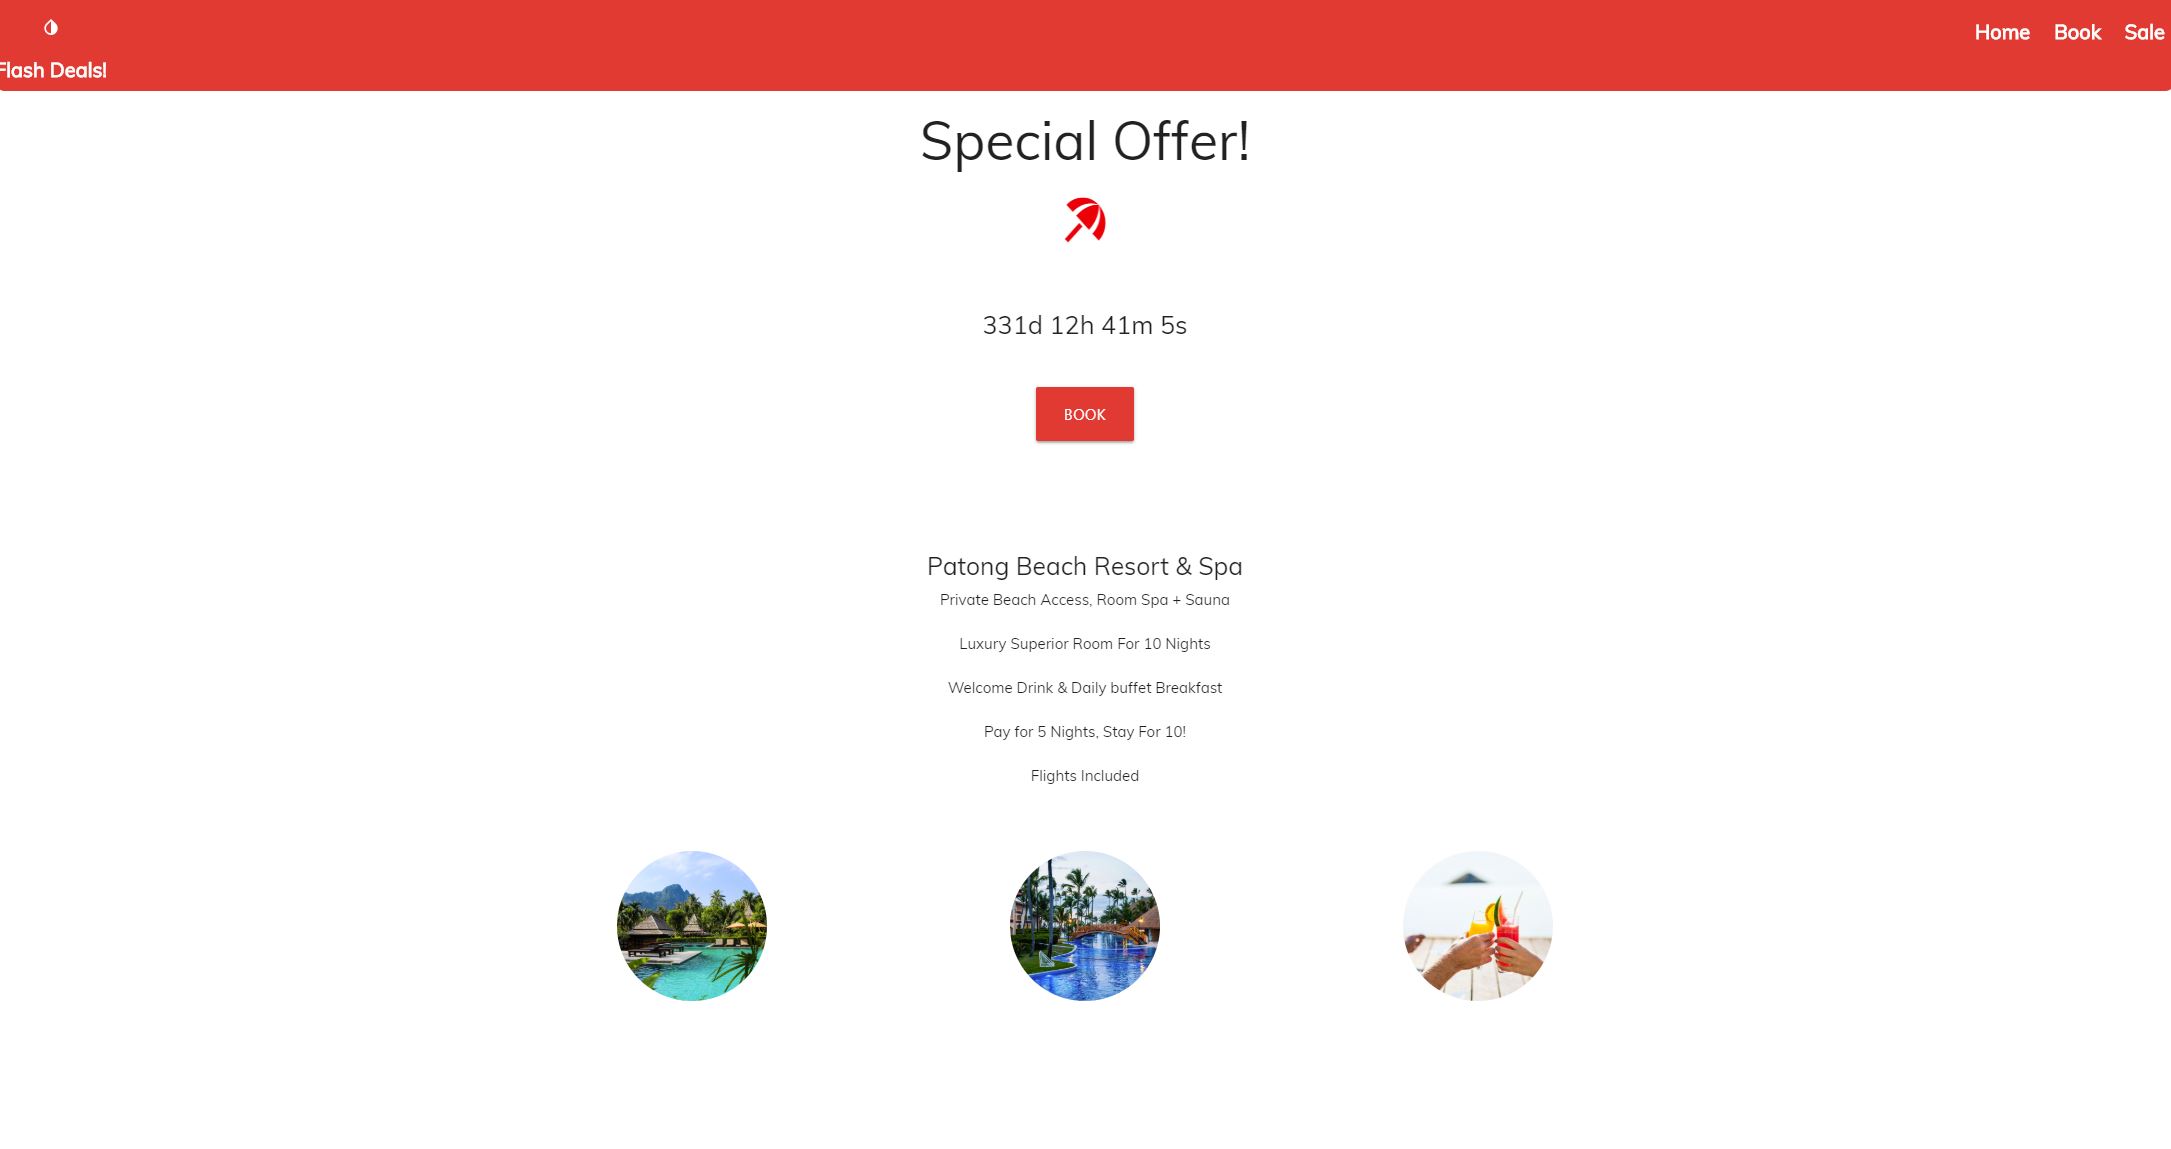 Home Book Sale
Flash Deals!
Special Offer!
331d 12h 41m 5s
BOOK
Patong Beach Resort & Spa
Private Beach Access, Room Spa + Sauna
Luxury Superior Room For 10 Nights
Welcome Drink & Daily buffet Breakfast
Pay for 5 Nights, Stay For 10!
Flights Included